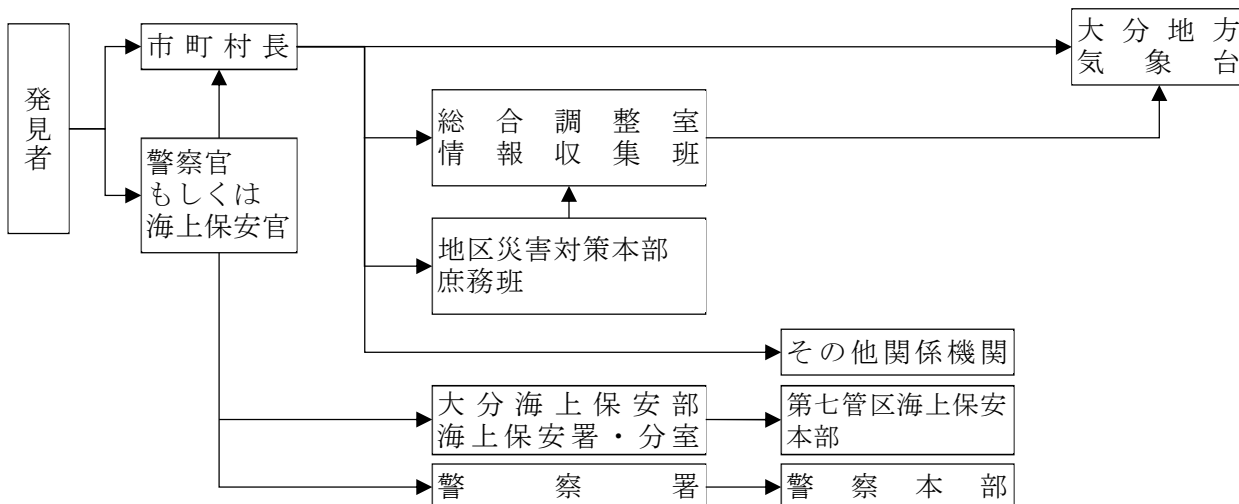 発見者
市町村長
警察官
もしくは
海上保安官
総合調整室
情報収集班
地区災害対策本部
庶務班
大分地方
気象台
その他関係機関
大分海上保安部
海上保安署・分室
第七管区海上保安
本部
警察署
警察本部